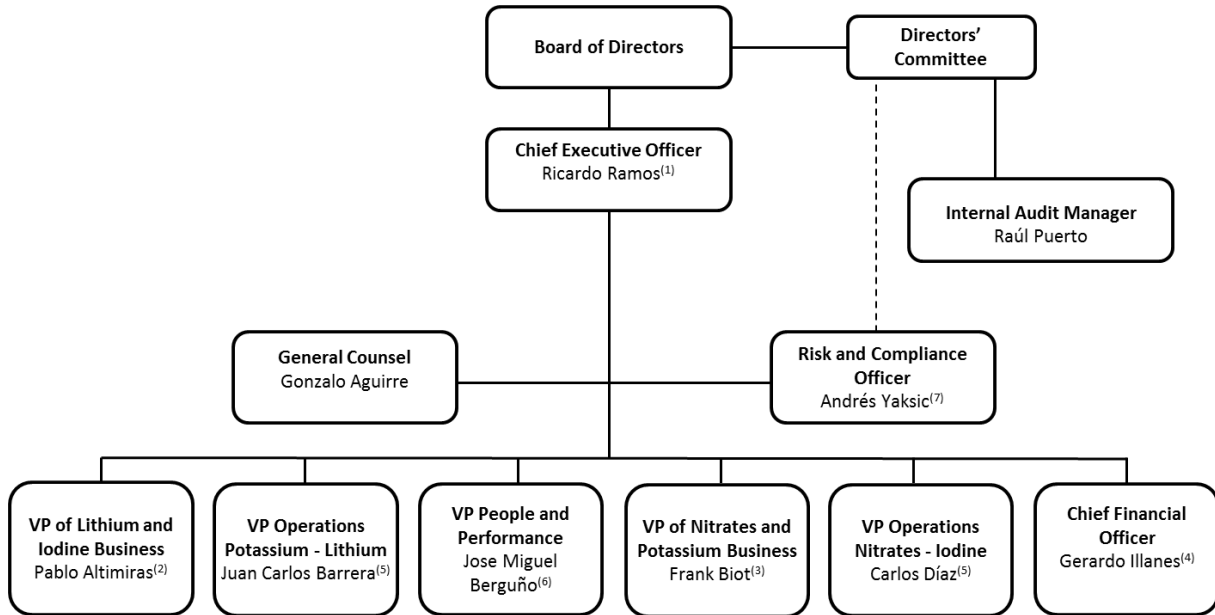 Board of Directors
Directors’
Committee
Chief Executive Officer
Ricardo Ramos(1)
Internal Audit Manager
Raúl Puerto
General Counsel
Gonzalo Aguirre
Risk and Compliance
Officer
Andrés Yaksic(7)
VP of Lithium and
Iodine Business
Pablo Altimiras(2)
VP Operations
Potassium - Lithium
Juan Carlos Barrera(5)
VP People and
Performance
Jose Miguel
Berguño(6)
VP of Nitrates and
Potassium Business
Frank Biot(3)
VP Operations
Nitrates - Iodine
Carlos Díaz(5)
Chief Financial
Officer
Gerardo Illanes(4)